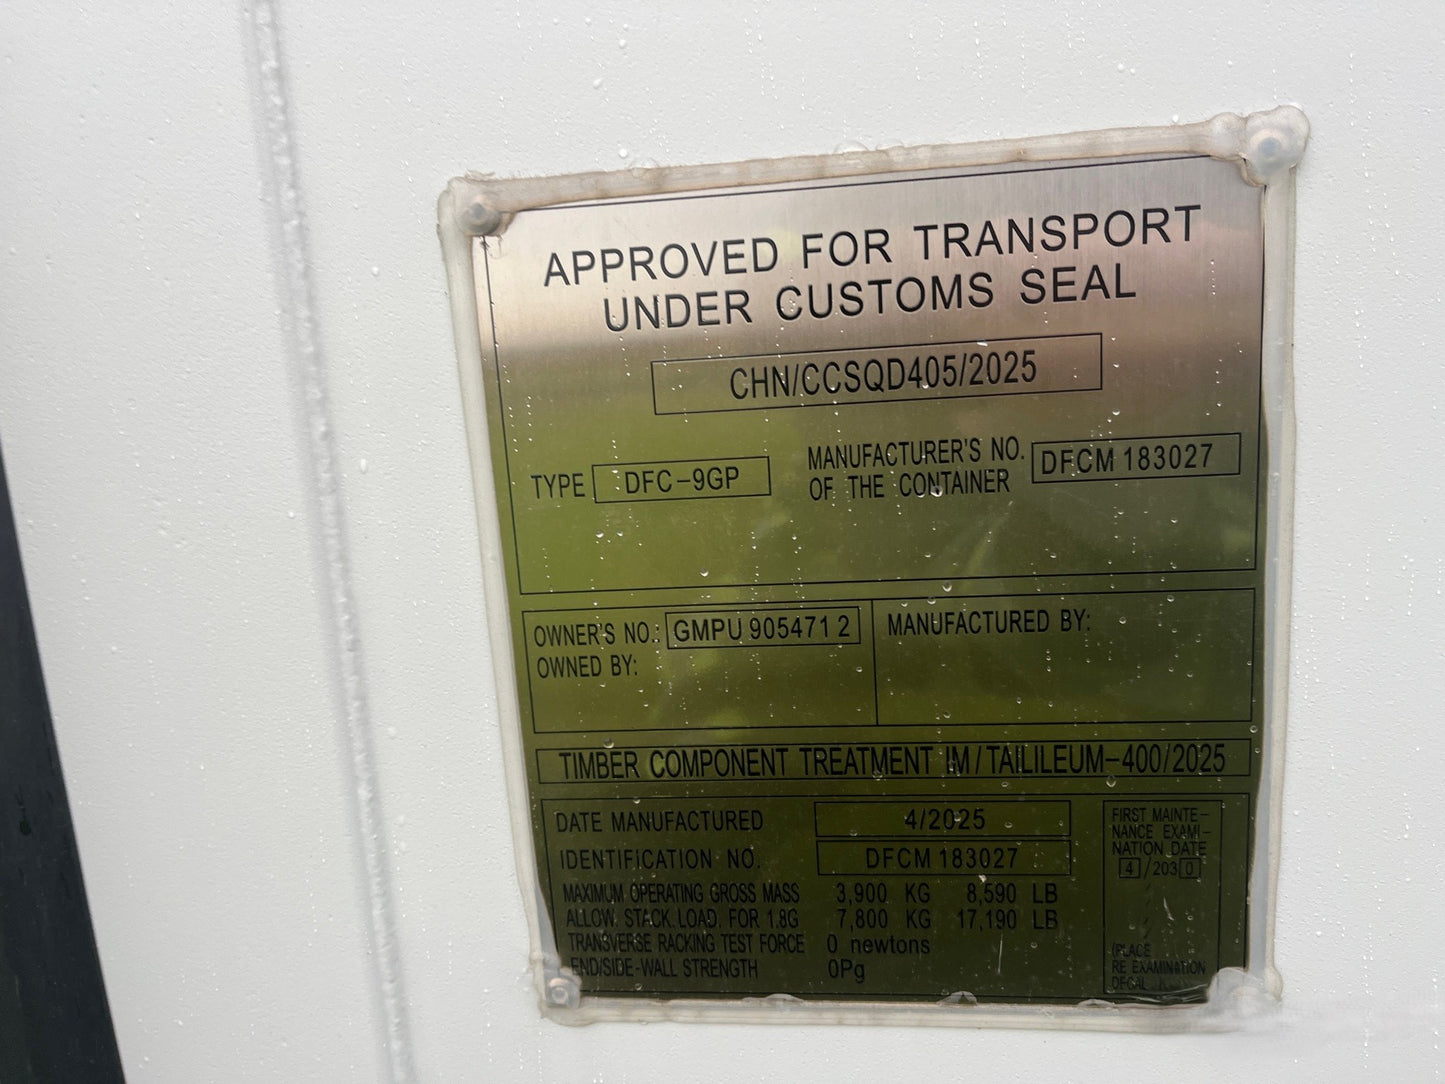 APPROVED FOR TRANSPORT
UNDER CUSTOMS SEAL
CHN/CCSQD405/2025
TYPE DFC-9GP
MANUFACTURER'S NO. OF THE CONTAINER DFCM 183027
OWNER'S NO.: GMPU 905471 2
OWNED BY:
MANUFACTURED BY:
TIMBER COMPONENT TREATMENT IM/TAILILEUM-400/2025
DATE MANUFACTURED 4/2025
IDENTIFICATION NO. DFCM 183027
MAXIMUM OPERATING GROSS MASS 3,900 KG 8,590 LB
ALLOW. STACK. LOAD. FOR 1.8G 7,800 KG 17,190 LB
TRANSVERSE RACKING TEST FORCE 0 newtons
END/SIDE-WALL STRENGTH 0Pg
FIRST MAINTE-
NANCE EXAMI-
NATION DATE
4/2030
(PLACE
RE EXAMINATION